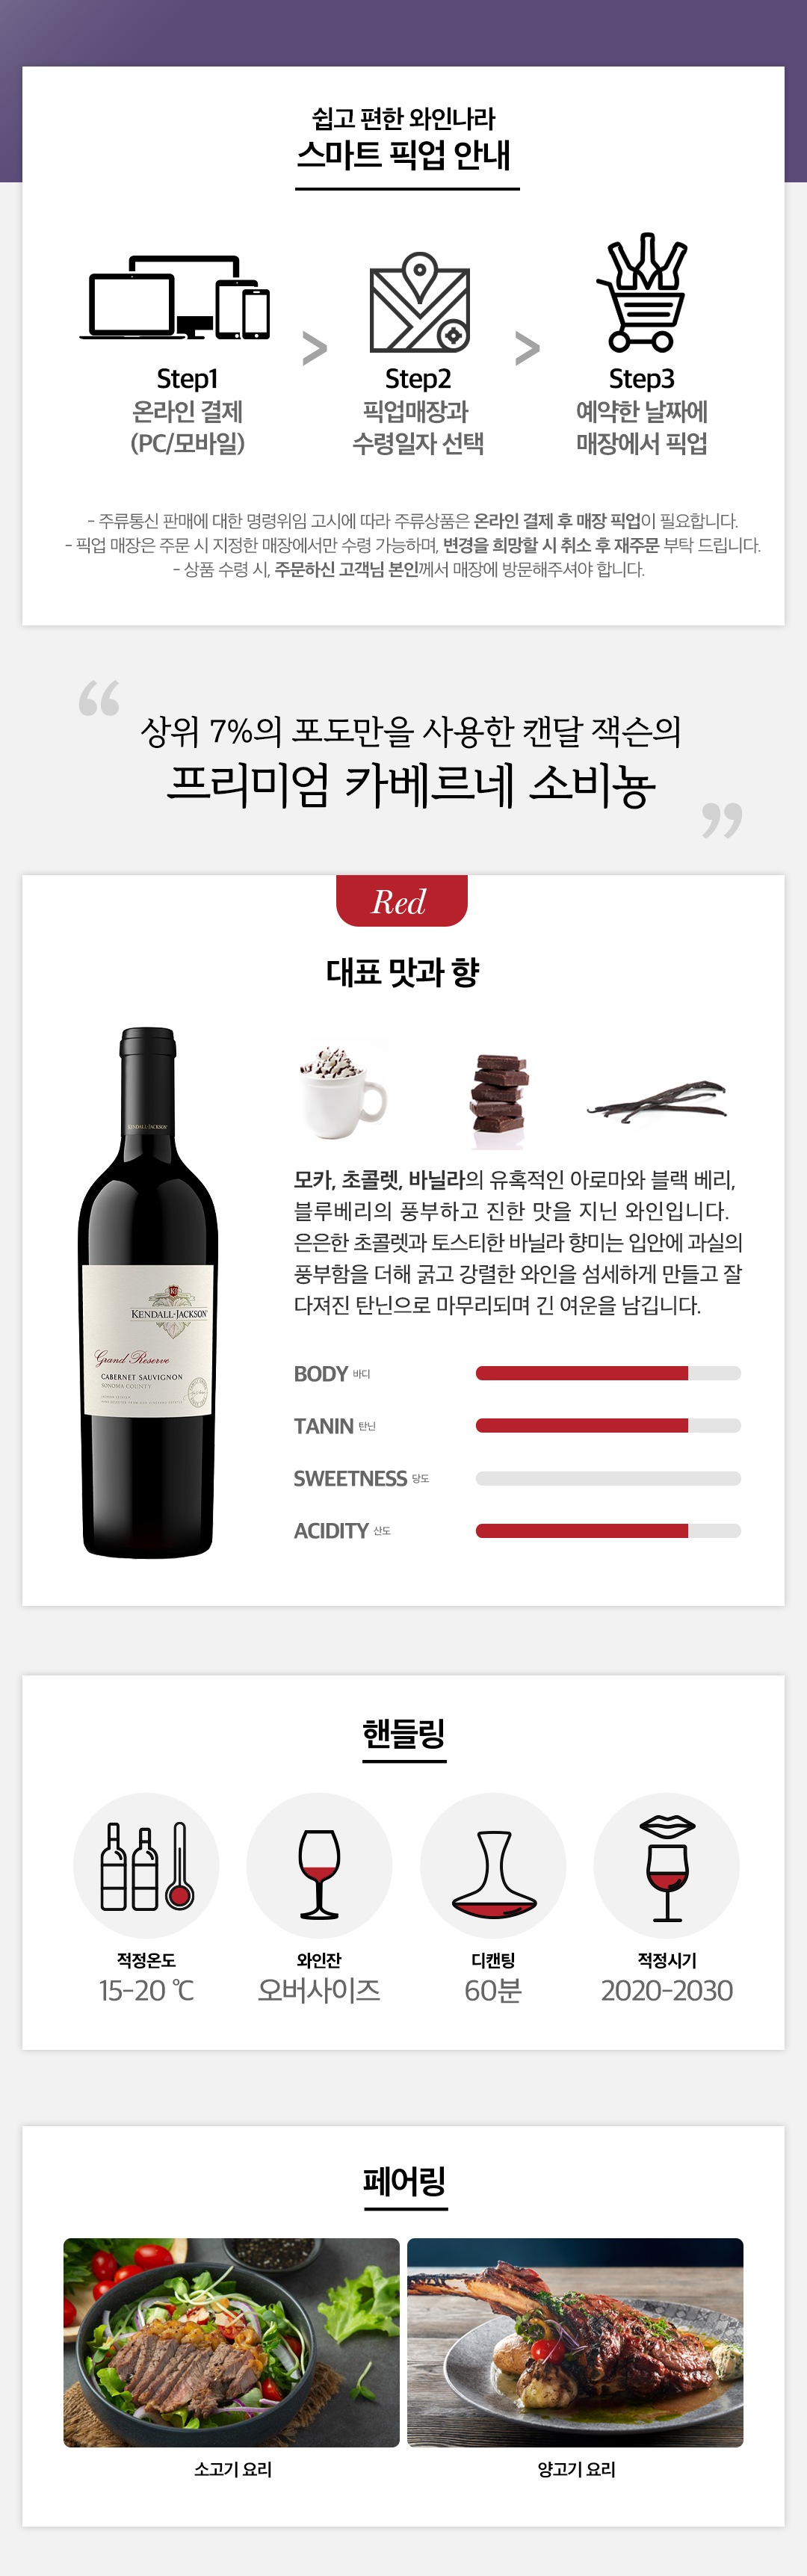 쉽고 편한 와인나라
스마트 픽업 안내
Step1
온라인 결제
(PC/모바일)
>
Step2
픽업매장과
수령일자 선택
>
Step3
예약한 날짜에
매장에서 픽업
- 주류통신 판매에 대한 명령위임 고시에 따라 주류상품은 온라인 결제 후 매장 픽업이 필요합니다.
- 픽업 매장은 주문 시 지정한 매장에서만 수령 가능하며, 변경을 희망할 시 취소 후 재주문 부탁 드립니다.
- 상품 수령 시, 주문하신 고객님 본인께서 매장에 방문해주셔야 합니다.
“
상위 7%의 포도만을 사용한 캔달 잭슨의
프리미엄 카베르네 소비뇽
”
Red
대표 맛과 향
KENDALL-JACKSON
KENDALL-JACKSON
Grand Reserve
CABERNET SAUVIGNON
SONOMA COUNTY
모카, 초콜렛, 바닐라의 유혹적인 아로마와 블랙 베리,
블루베리의 풍부하고 진한 맛을 지닌 와인입니다.
은은한 초콜렛과 토스티한 바닐라 향미는 입안에 과실의
풍부함을 더해 굵고 강렬한 와인을 섬세하게 만들고 잘
다져진 탄닌으로 마무리되며 긴 여운을 남깁니다.
BODY 바디
TANIN 탄닌
SWEETNESS 당도
ACIDITY 산도
핸들링
적정온도
15-20 ℃
와인잔
오버사이즈
디캔팅
60분
적정시기
2020-2030
페어링
소고기 요리
양고기 요리